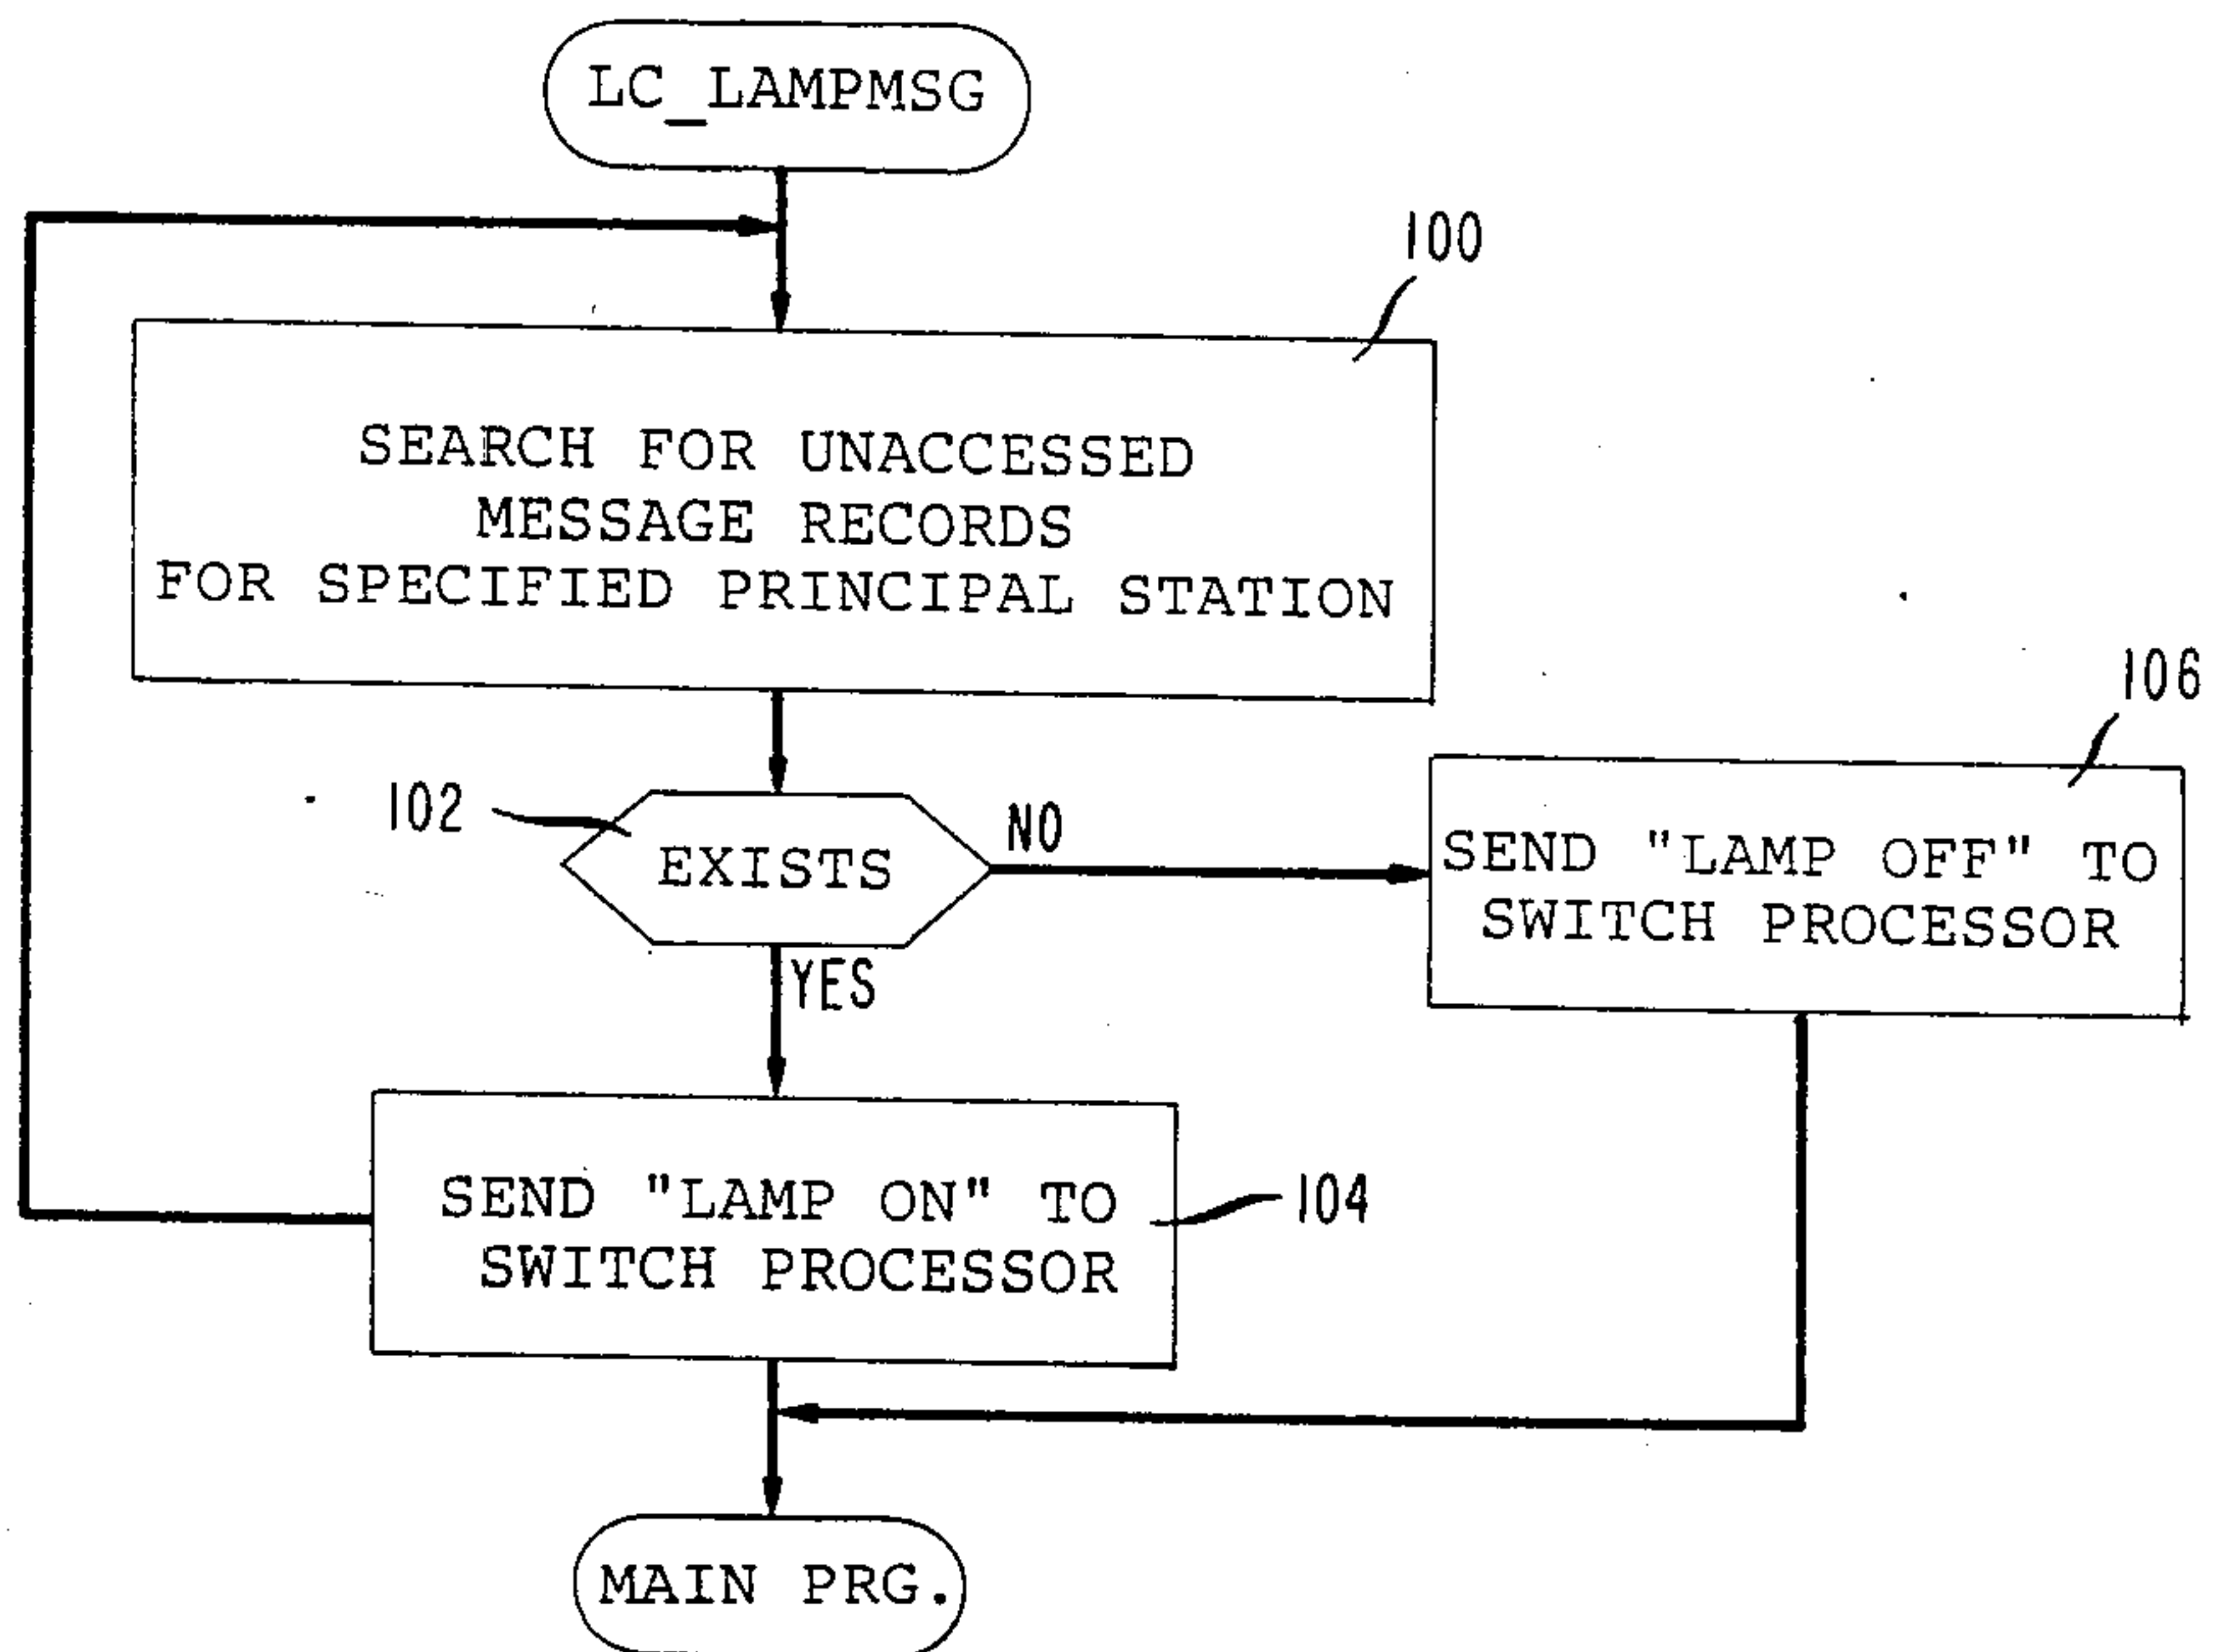 LC_LAMPMSG
100
SEARCH FOR UNACCESSED
MESSAGE RECORDS
FOR SPECIFIED PRINCIPAL STATION
106
102
EXISTS
NO
SEND "LAMP OFF" TO
SWITCH PROCESSOR
YES
SEND "LAMP ON" TO
SWITCH PROCESSOR
104
MAIN PRG.